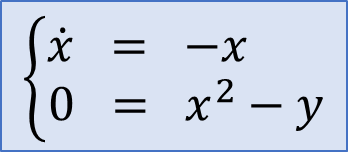 ẋ = −x
0 = x² − y